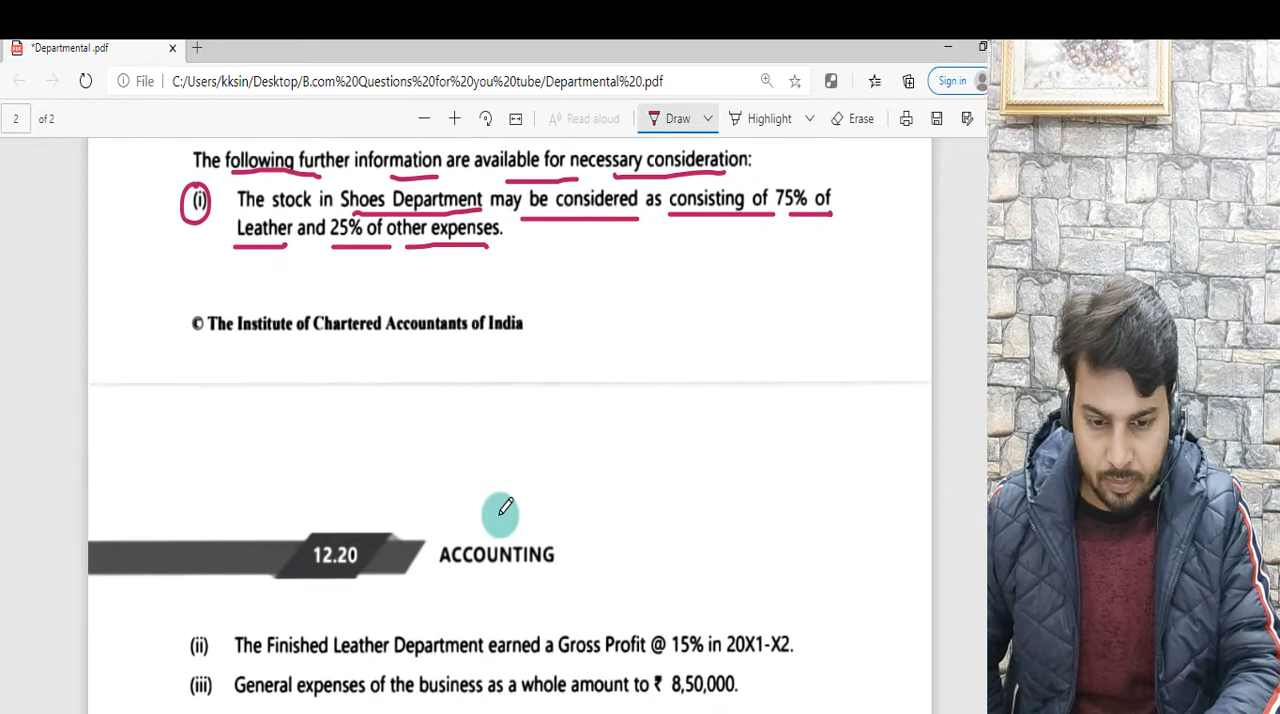 *Departmental .pdf
File C:/Users/kksin/Desktop/B.com%20Questions%20for%20you%20tube/Departmental%20.pdf
Sign in
2 of 2
Read aloud Draw Highlight Erase
The following further information are available for necessary consideration:
(i) The stock in Shoes Department may be considered as consisting of 75% of
Leather and 25% of other expenses.
© The Institute of Chartered Accountants of India
12.20 ACCOUNTING
(ii) The Finished Leather Department earned a Gross Profit @ 15% in 20X1-X2.
(iii) General expenses of the business as a whole amount to ₹ 8,50,000.